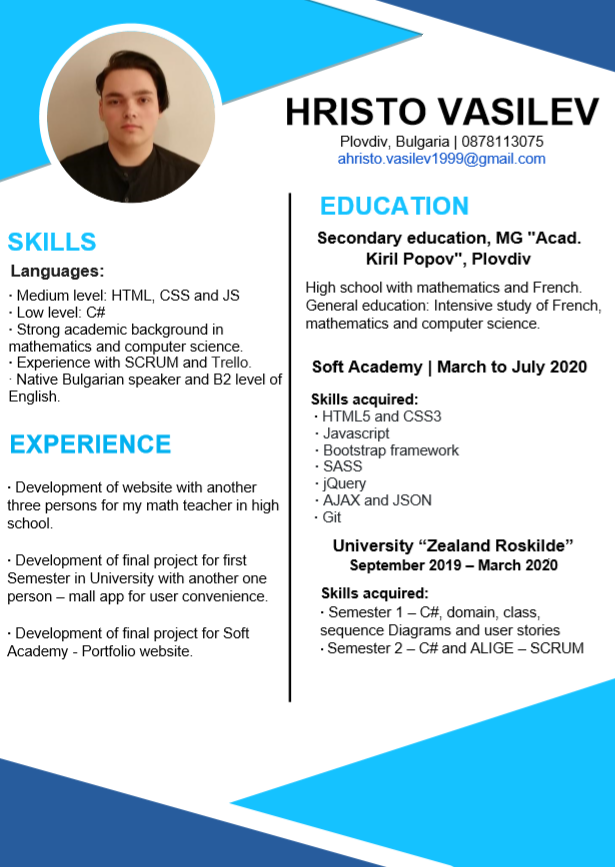 HRISTO VASILEV
Plovdiv, Bulgaria | 0878113075
ahristo.vasilev1999@gmail.com
SKILLS
Languages:
· Medium level: HTML, CSS and JS
· Low level: C#
· Strong academic background in
mathematics and computer science.
· Experience with SCRUM and Trello.
· Native Bulgarian speaker and B2 level of
English.
EXPERIENCE
· Development of website with another
three persons for my math teacher in high
school.
· Development of final project for first
Semester in University with another one
person – mall app for user convenience.
· Development of final project for Soft
Academy - Portfolio website.
EDUCATION
Secondary education, MG "Acad.
Kiril Popov", Plovdiv
High school with mathematics and French.
General education: Intensive study of French,
mathematics and computer science.
Soft Academy | March to July 2020
Skills acquired:
· HTML5 and CSS3
· Javascript
· Bootstrap framework
· SASS
· jQuery
· AJAX and JSON
· Git
University “Zealand Roskilde”
September 2019 – March 2020
Skills acquired:
· Semester 1 – C#, domain, class,
sequence Diagrams and user stories
· Semester 2 – C# and ALIGE – SCRUM